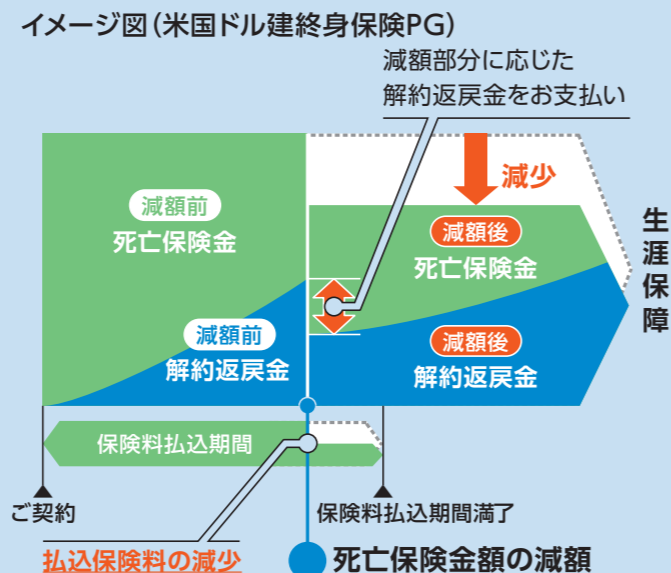 イメージ図（米国ドル建終身保険PG）
減額部分に応じた
解約返戻金をお支払い
減少
減額前
死亡保険金
減額後
死亡保険金
減額前
解約返戻金
減額後
解約返戻金
生涯保障
保険料払込期間
ご契約
保険料払込期間満了
払込保険料の減少
死亡保険金額の減額